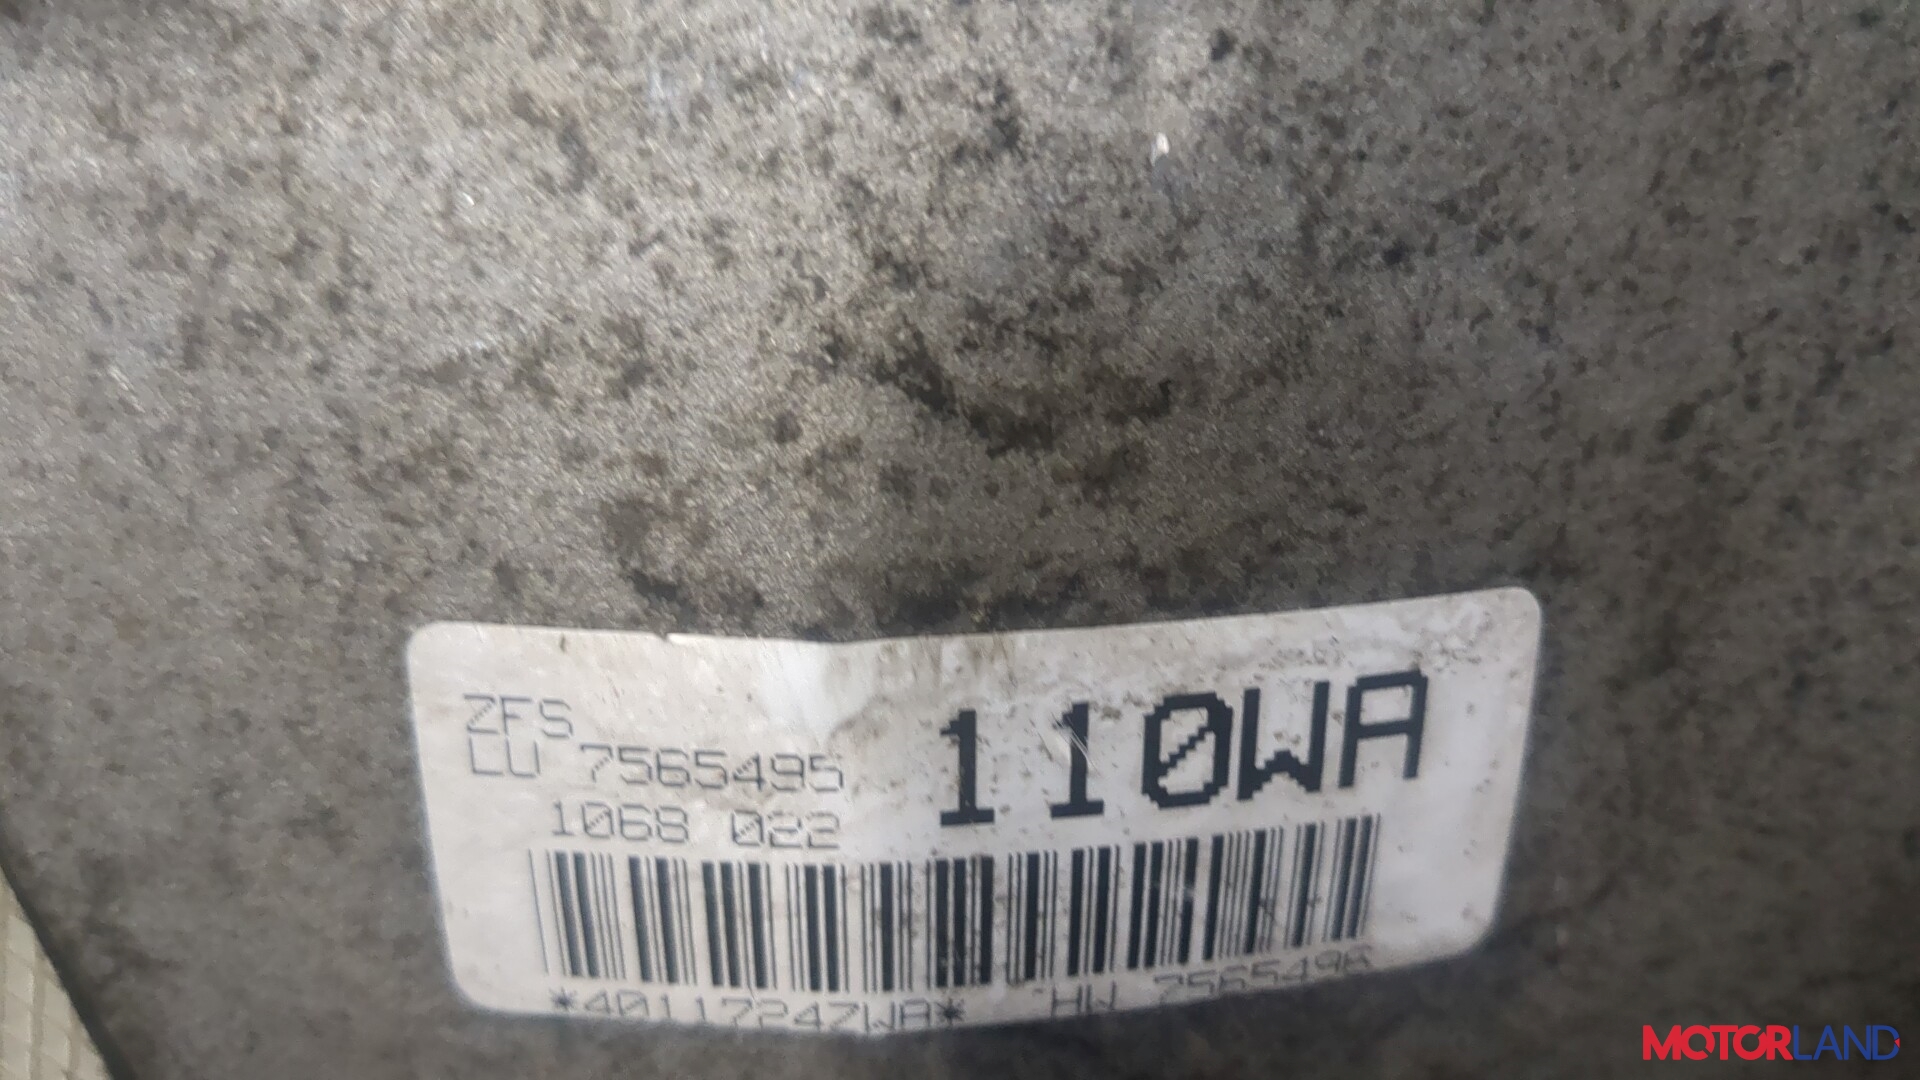 ZFS
LU 7565495
1068 022
110WA
*40117247WA* HW 7565496
MOTORLAND